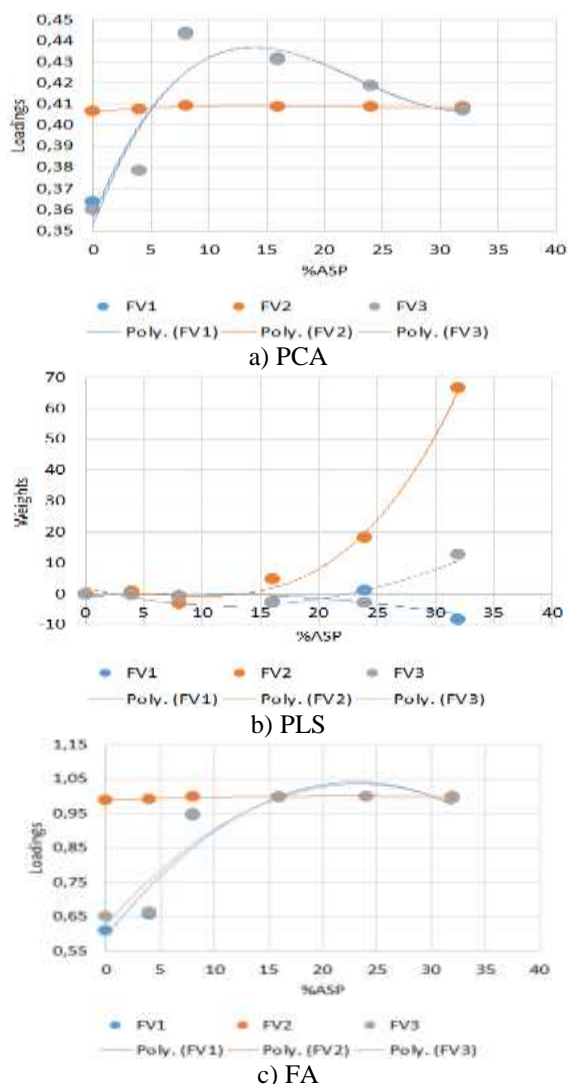 0,45
0,44
0,43
0,42
0,41
0,40
0,39
0,38
0,37
0,36
0,35
Loadings
0 5 10 15 20 25 30 35 40
%ASP
FV1 FV2 FV3
Poly. (FV1) Poly. (FV2) Poly. (FV3)
a) PCA
70
60
50
40
30
20
10
0
-10
Weights
0 5 10 15 20 25 30 35 40
%ASP
FV1 FV2 FV3
Poly. (FV1) Poly. (FV2) Poly. (FV3)
b) PLS
1,15
1,05
0,95
0,85
0,75
0,65
0,55
Loadings
0 5 10 15 20 25 30 35 40
%ASP
FV1 FV2 FV3
Poly. (FV1) Poly. (FV2) Poly. (FV3)
c) FA